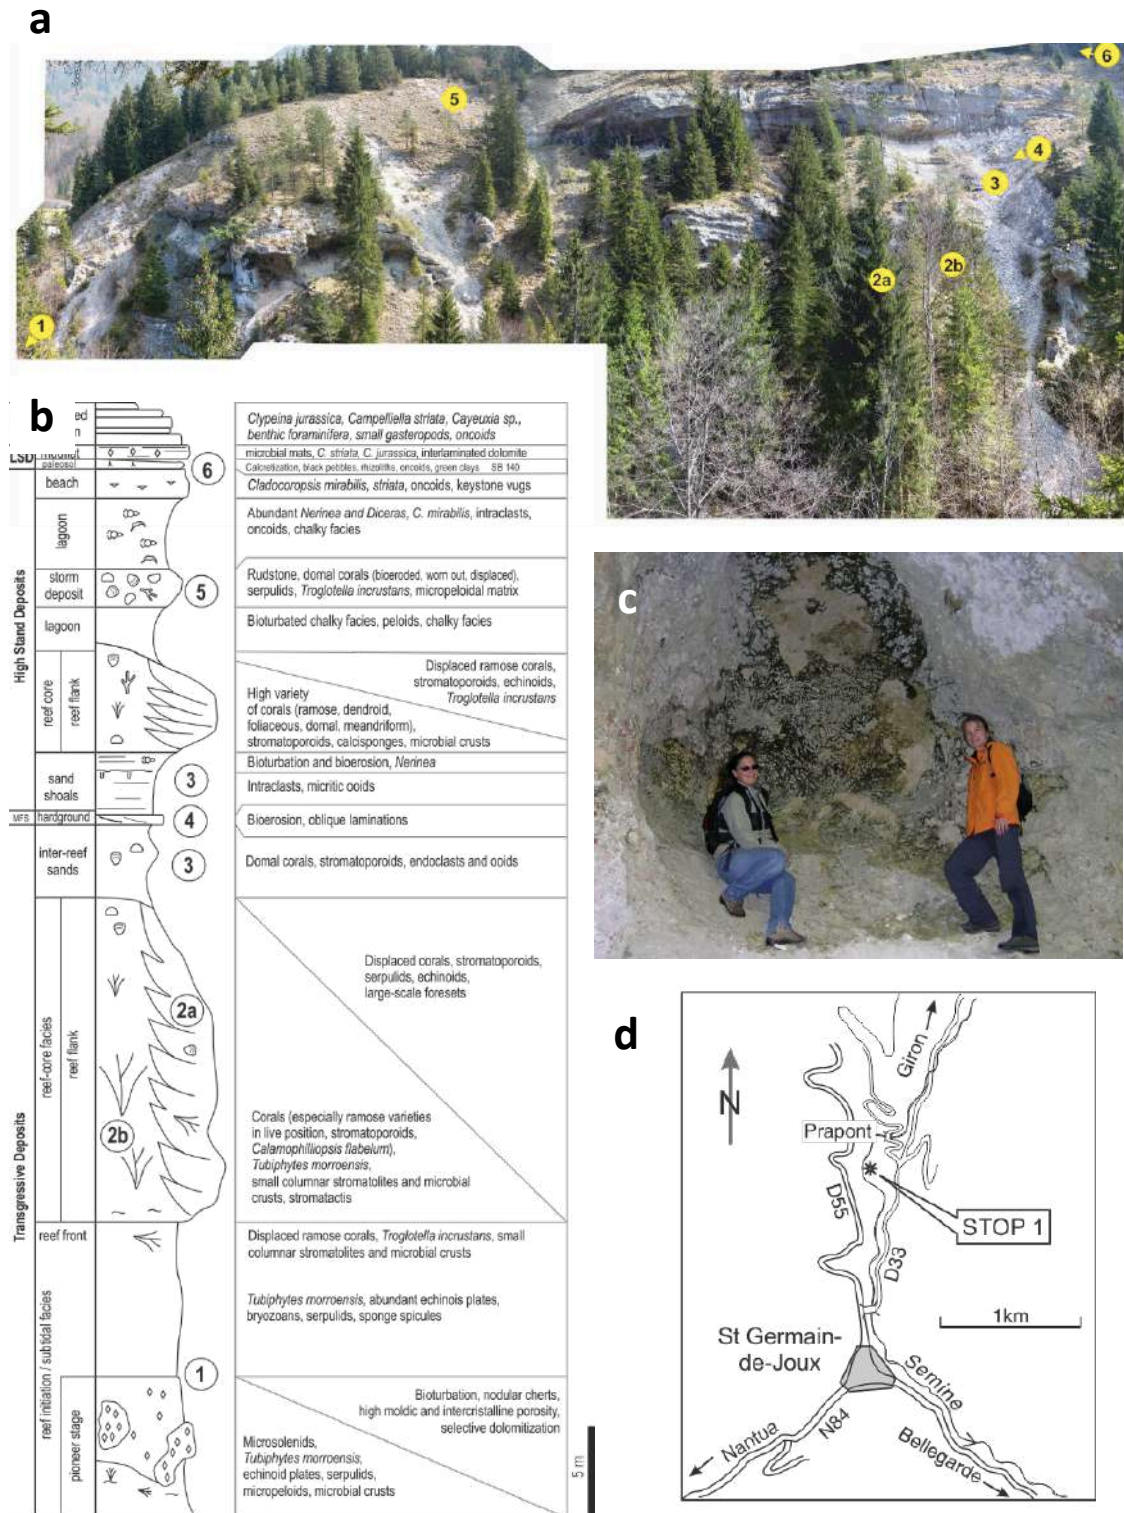 a
6
5
4
3
2b
2a
1
b
ed
n
LSD
paleosol
beach
lagoon
storm
deposit
lagoon
reef core
reef flank
sand
shoals
MFS
hardground
inter-reef
sands
reef-core facies
reef flank
reef front
reef initiation / subtidal facies
pioneer stage
High Stand Deposits
Transgressive Deposits
6
5
3
4
3
2a
2b
1
Clypeina jurassica, Campelliella striata, Cayeuxia sp.,
benthic foraminifera, small gasteropods, oncoids
microbial mats, C. striata, C. jurassica, interlaminated dolomite
Calcretization, black pebbles, rhizoliths, oncoids, green clays SB 140
Cladocoropsis mirabilis, striata, oncoids, keystone vugs
Abundant Nerinea and Diceras, C. mirabilis, intraclasts,
oncoids, chalky facies
Rudstone, domal corals (bioeroded, worn out, displaced),
serpulids, Troglotella incrustans, micropeloidal matrix
Bioturbated chalky facies, peloids, chalky facies
Displaced ramose corals,
stromatoporoids, echinoids,
Troglotella incrustans
High variety
of corals (ramose, dendroid,
foliaceous, domal, meandriform),
stromatoporoids, calcisponges, microbial crusts
Bioturbation and bioerosion, Nerinea
Intraclasts, micritic ooids
Bioerosion, oblique laminations
Domal corals, stromatoporoids, endoclasts and ooids
Displaced corals, stromatoporoids,
serpulids, echinoids,
large-scale foresets
Corals (especially ramose varieties
in live position, stromatoporoids,
Calamophilliopsis flabelum),
Tubiphytes morroensis,
small columnar stromatolites and microbial
crusts, stromatactis
Displaced ramose corals, Troglotella incrustans, small
columnar stromatolites and microbial crusts
Tubiphytes morroensis, abundant echinois plates,
bryozoans, serpulids, sponge spicules
Bioturbation, nodular cherts,
high moldic and intercristalline porosity,
selective dolomitization
Microsolenids,
Tubiphytes morroensis,
echinoid plates, serpulids,
micropeloids, microbial crusts
5 m
c
d
N
Giron
Prapont
D55
STOP 1
D33
1km
St Germain-
de-Joux
Semine
Nantua
N84
Bellegarde